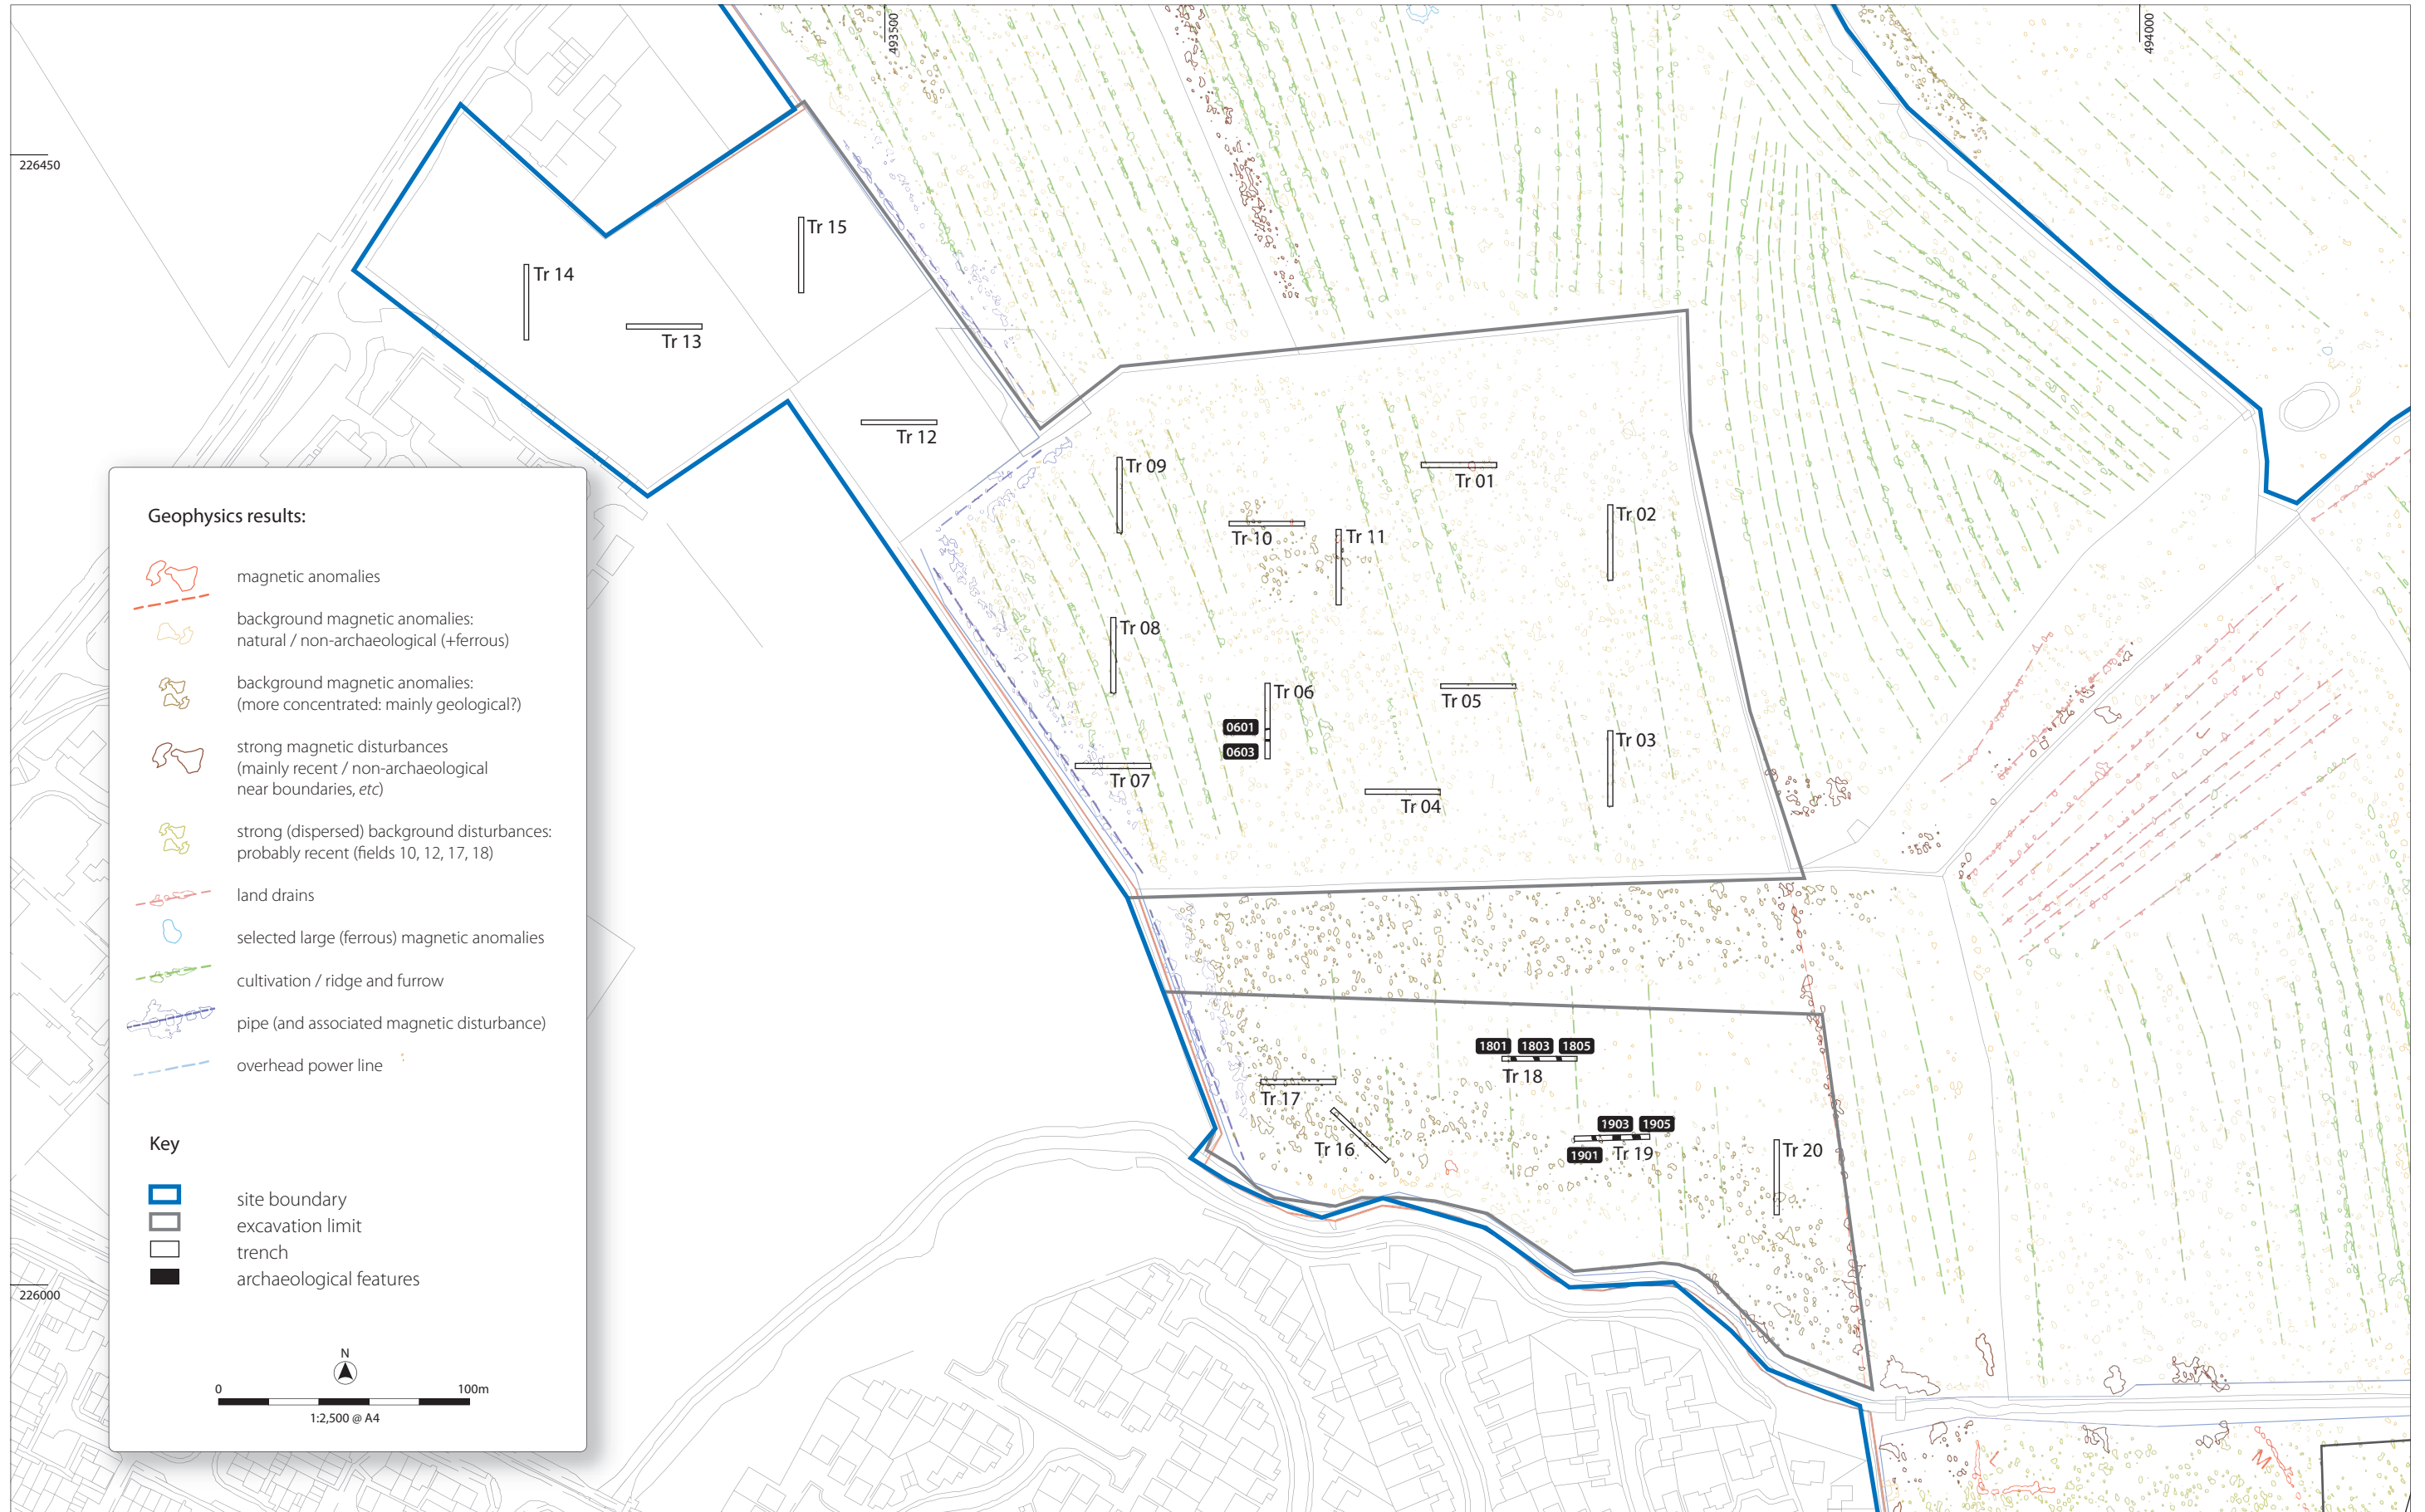 493500
494000
226450
Tr 15
Tr 14
Tr 13
Tr 12
Tr 09
Tr 01
Tr 02
Tr 10
Tr 11
Tr 08
Tr 06
Tr 05
0601
0603
Tr 03
Tr 07
Tr 04
1801 1803 1805
Tr 18
Tr 17
1903 1905
Tr 16
1901 Tr 19
Tr 20
226000
L
M
Geophysics results:
magnetic anomalies
background magnetic anomalies:
natural / non-archaeological (+ferrous)
background magnetic anomalies:
(more concentrated: mainly geological?)
strong magnetic disturbances
(mainly recent / non-archaeological
near boundaries, etc)
strong (dispersed) background disturbances:
probably recent (fields 10, 12, 17, 18)
land drains
selected large (ferrous) magnetic anomalies
cultivation / ridge and furrow
pipe (and associated magnetic disturbance)
overhead power line
Key
site boundary
excavation limit
trench
archaeological features
N
0 100m
1:2,500 @ A4